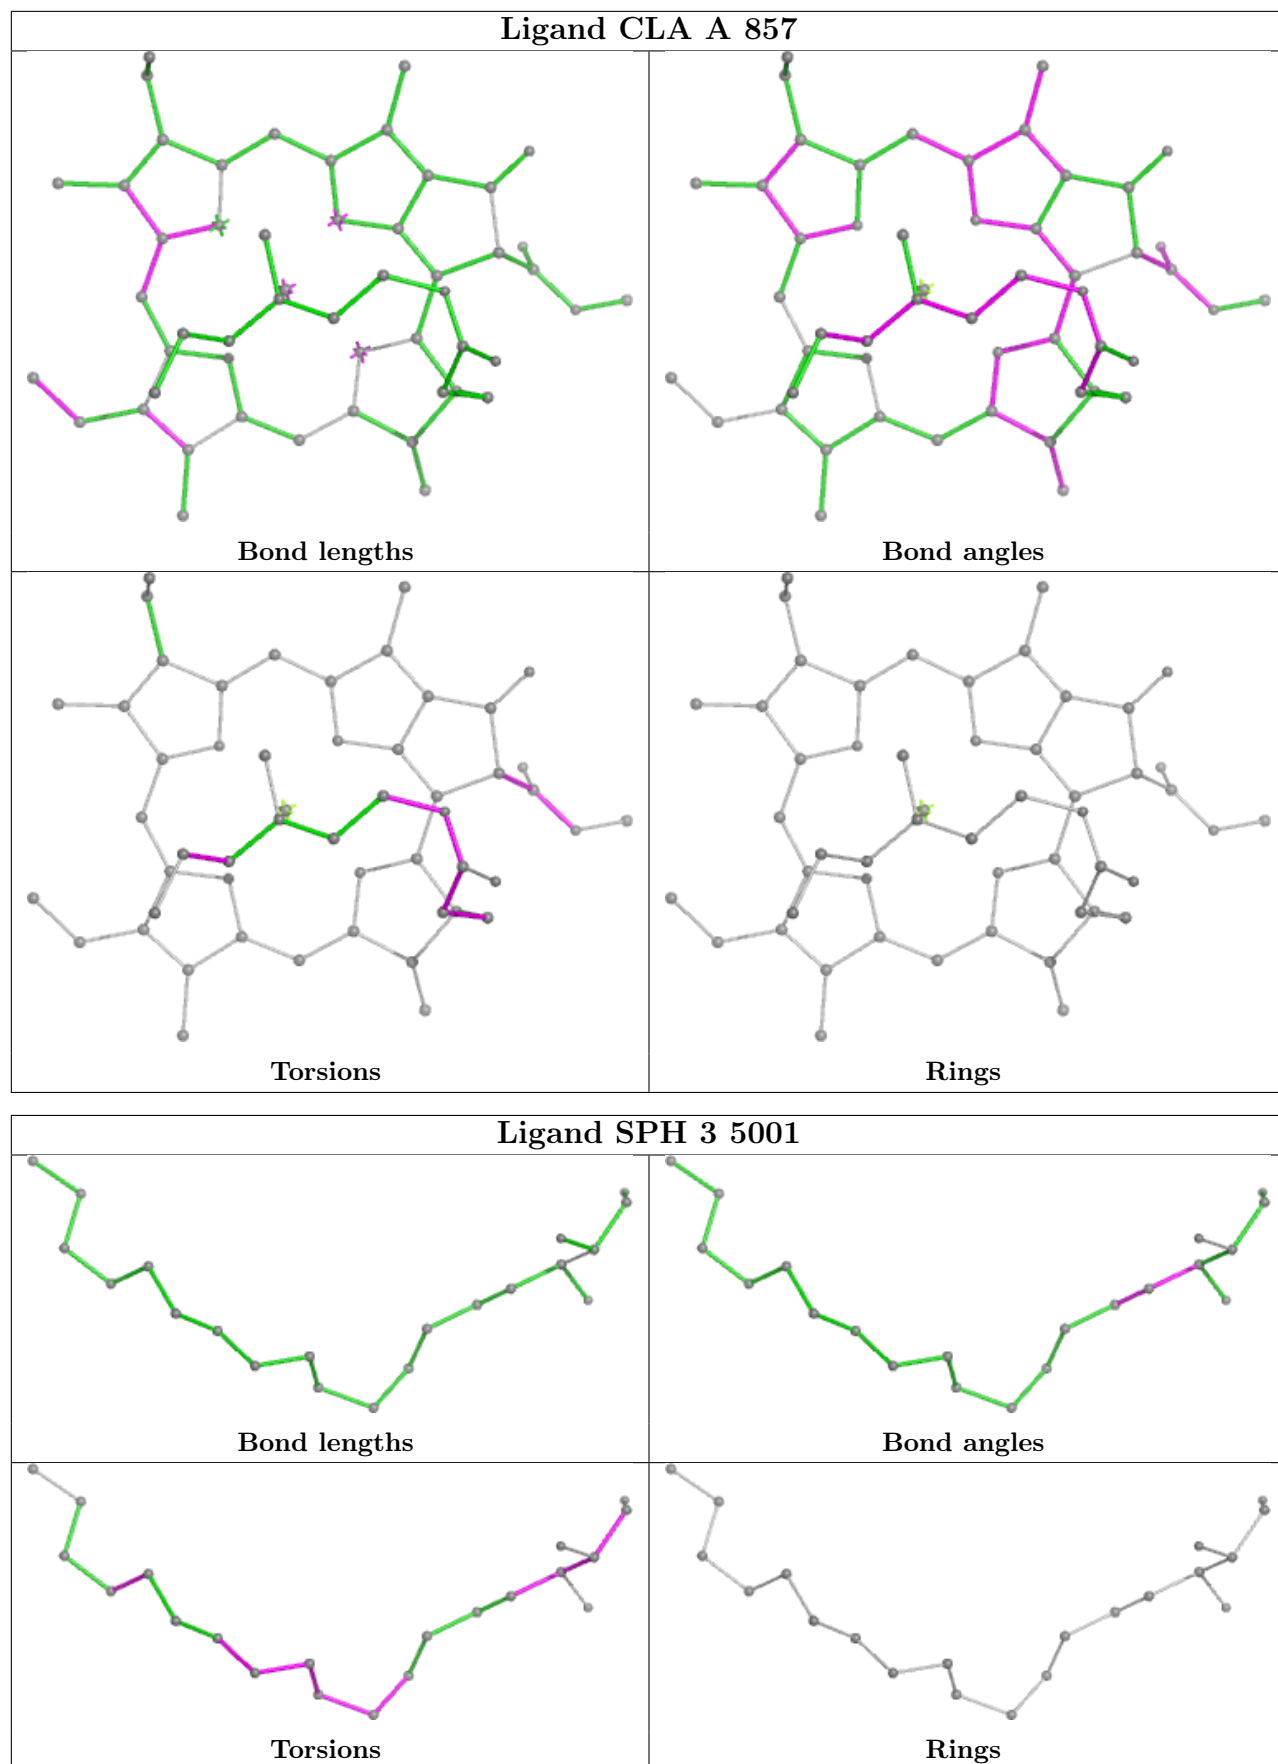 Ligand CLA A 857
Bond lengths
Bond angles
Torsions
Rings
Ligand SPH 3 5001
Bond lengths
Bond angles
Torsions
Rings